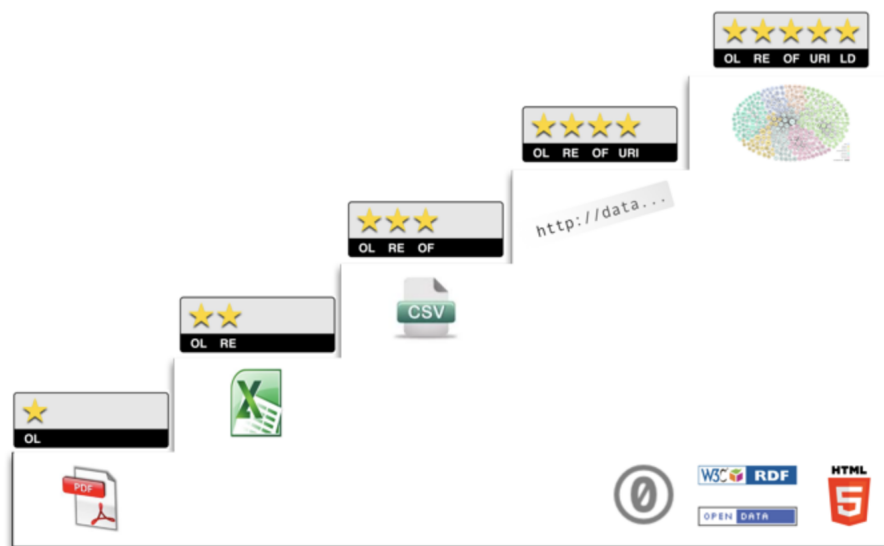 OL RE OF URI LD
OL RE OF URI
http://data...
OL RE OF
CSV
OL RE
X
OL
PDF
0
W3C RDF
HTML
5
OPEN DATA